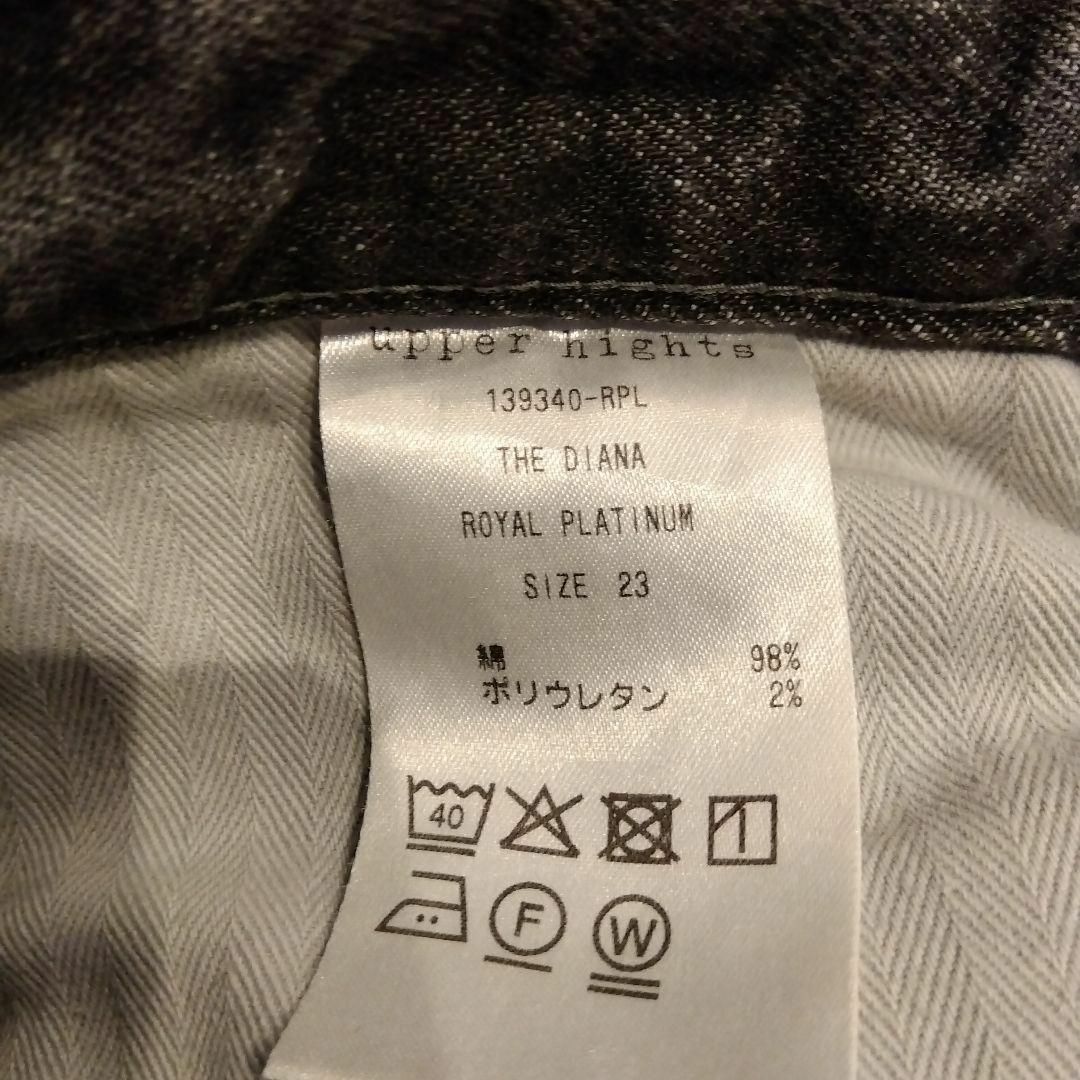 upper hights
139340-RPL
THE DIANA
ROYAL PLATINUM
SIZE 23
綿 98%
ポリウレタン 2%
40
F W